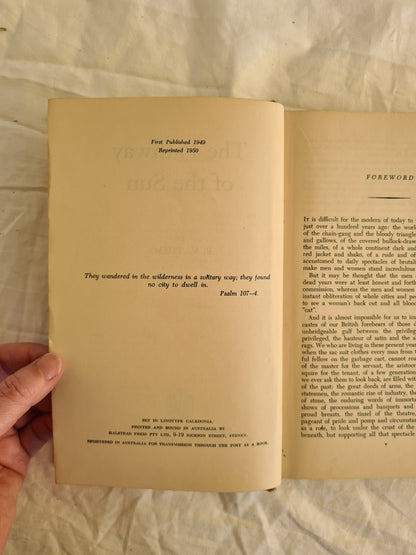 First Published 1949
Reprinted 1950
They wandered in the wilderness in a solitary way; they found
no city to dwell in.
Psalm 107–4.
SET IN LINOTYPE CALEDONIA.
PRINTED AND BOUND IN AUSTRALIA BY
HALSTEAD PRESS PTY LTD, 9-19 NICKSON STREET, SYDNEY.
REGISTERED IN AUSTRALIA FOR TRANSMISSION THROUGH THE POST AS A BOOK.
FOREWORD
IT is difficult for the modern of today to
just over a hundred years ago: the world
of the chain-gang and the bloody triangle
and gallows, of the covered bullock-dray
the rolls, of a whole continent dark and
red jacket and shako, of a rude and of
accustomed to daily spectacles of brutal
make men and women stand incredulous
But it may be thought that the men
dead years were at least honest and forth
commission, whereas the men and women
instant obliteration of whole cities and pe
to see a woman's back cut and all blood
"cat".
And it is almost impossible for us to im
castes of our British forebears of those
unbridgeable gulf between the privileg
privileged, the hauteur of satin and the a
rags. We who are living in these present year
when the sac suit clothes every man from
ful fellow on the garbage cart, cannot real
of the master for the servant; the aristocr
squire for the tenant, of a few generation
we ever ask them to look back, are filled with
of the past: the great deeds of arms, the
statesmen, the romantic rise of industry, the
of stone, the enduring words of immortal
shows of processions and banquets and
proud breasts, the tinsel of the theatre,
pageant of pride and pomp and circumstan
as a rule, to look under the crust of the
beneath, but supporting all that spectacle
v